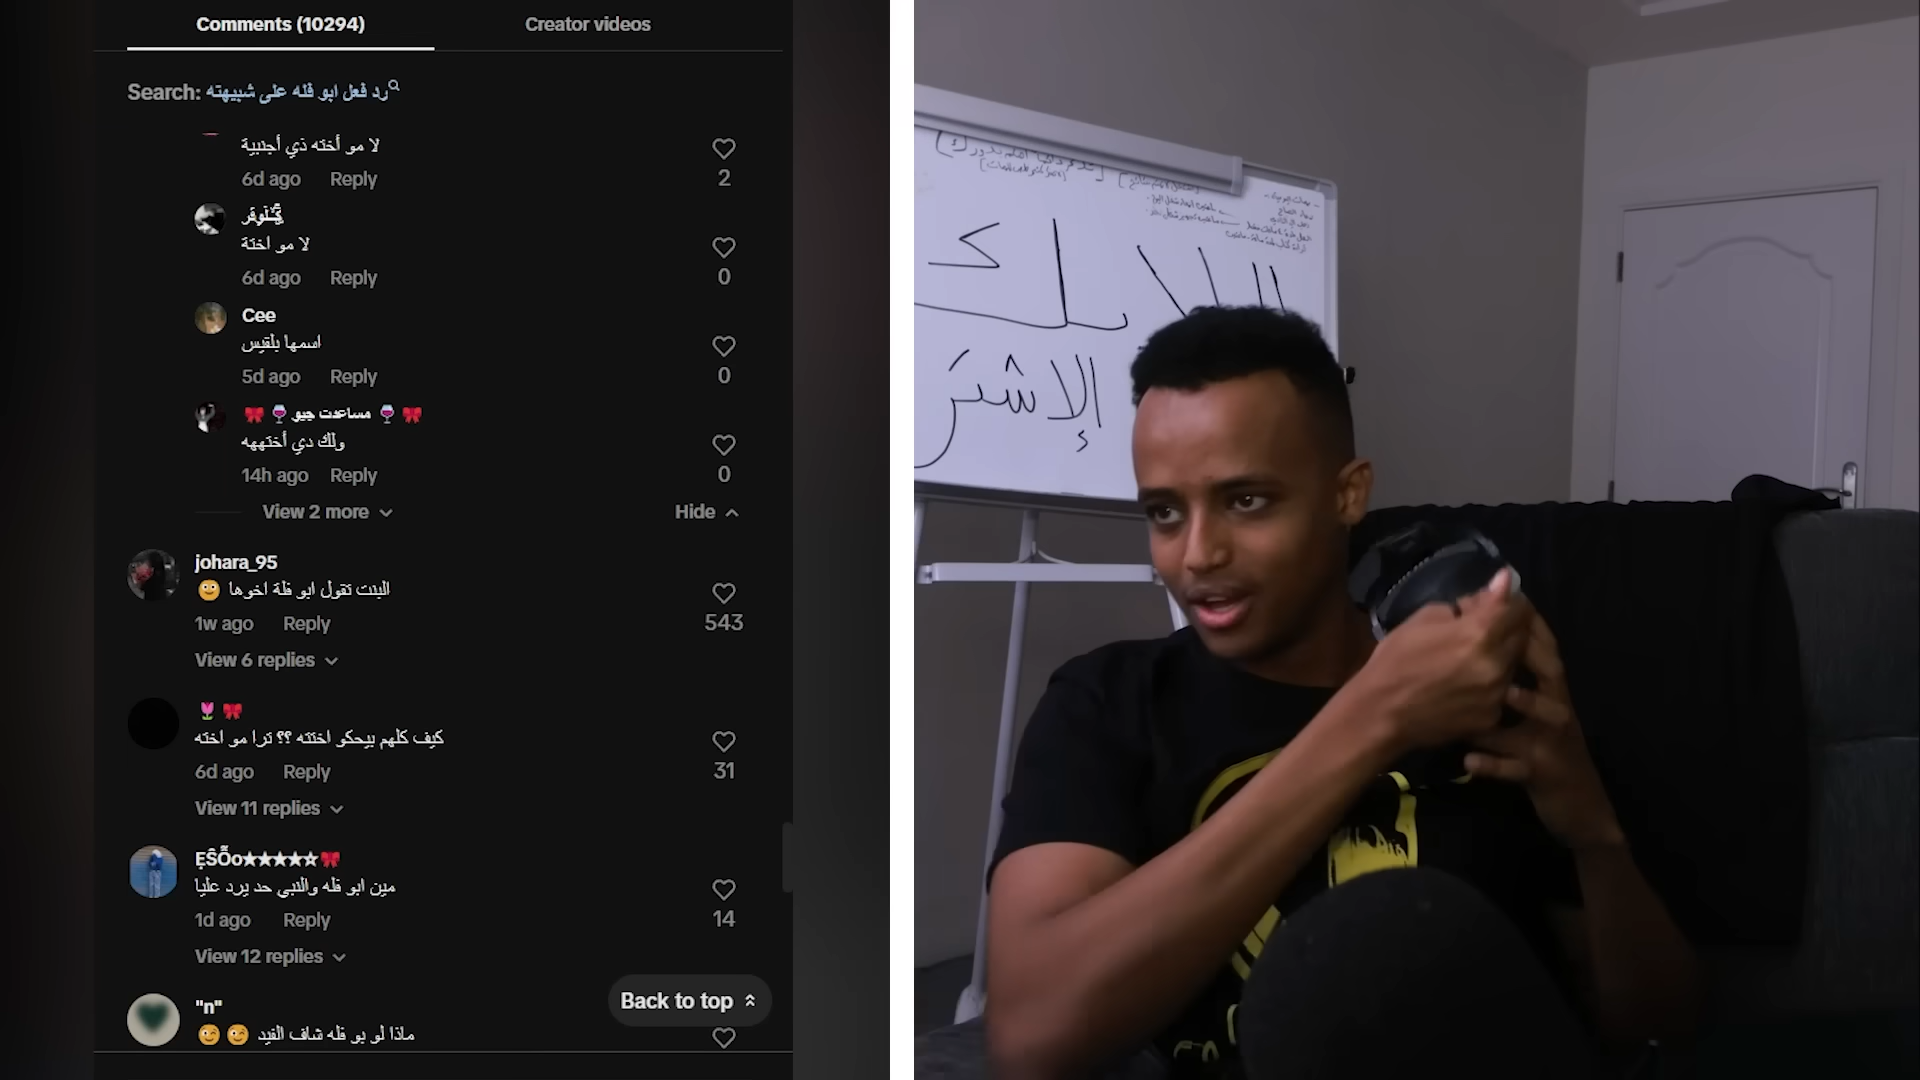 Comments (10294)
Creator videos
Search: رد فعل ابو فله على شبيهته
لا مو أخته ذي أجنبية
6d ago Reply
2
لا مو اختة
6d ago Reply
0
Cee
اسمها بلقيس
5d ago Reply
0
🎀🍷 مساعدت جيو 🍷🎀
ولك دي أختهههه
14h ago Reply
0
View 2 more
Hide
johara_95
البنت تقول ابو فلة اخوها 🙂
1w ago Reply
543
View 6 replies
🌷🎀
كيف كلهم بيحكو اختته ؟؟ ترا مو اخته
6d ago Reply
31
View 11 replies
ẸŜỖo★★★★☆🎀
مين ابو فله والنبي حد يرد عليا
1d ago Reply
14
View 12 replies
"n"
ماذا لو بو فله شاف الفيد 😉😉
Back to top
اللايك
الإشتر